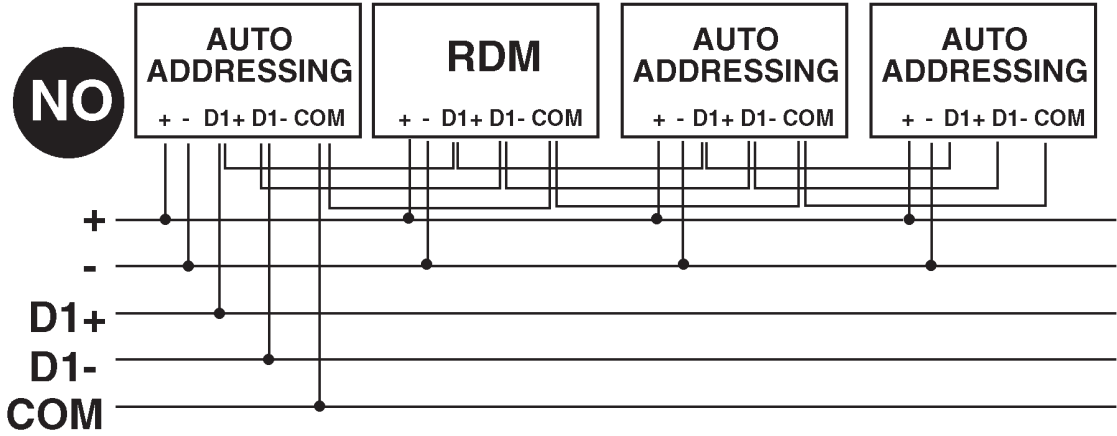 NO
AUTO
ADDRESSING
+ - D1+ D1- COM
RDM
+ - D1+ D1- COM
AUTO
ADDRESSING
+ - D1+ D1- COM
AUTO
ADDRESSING
+ - D1+ D1- COM
+
-
D1+
D1-
COM